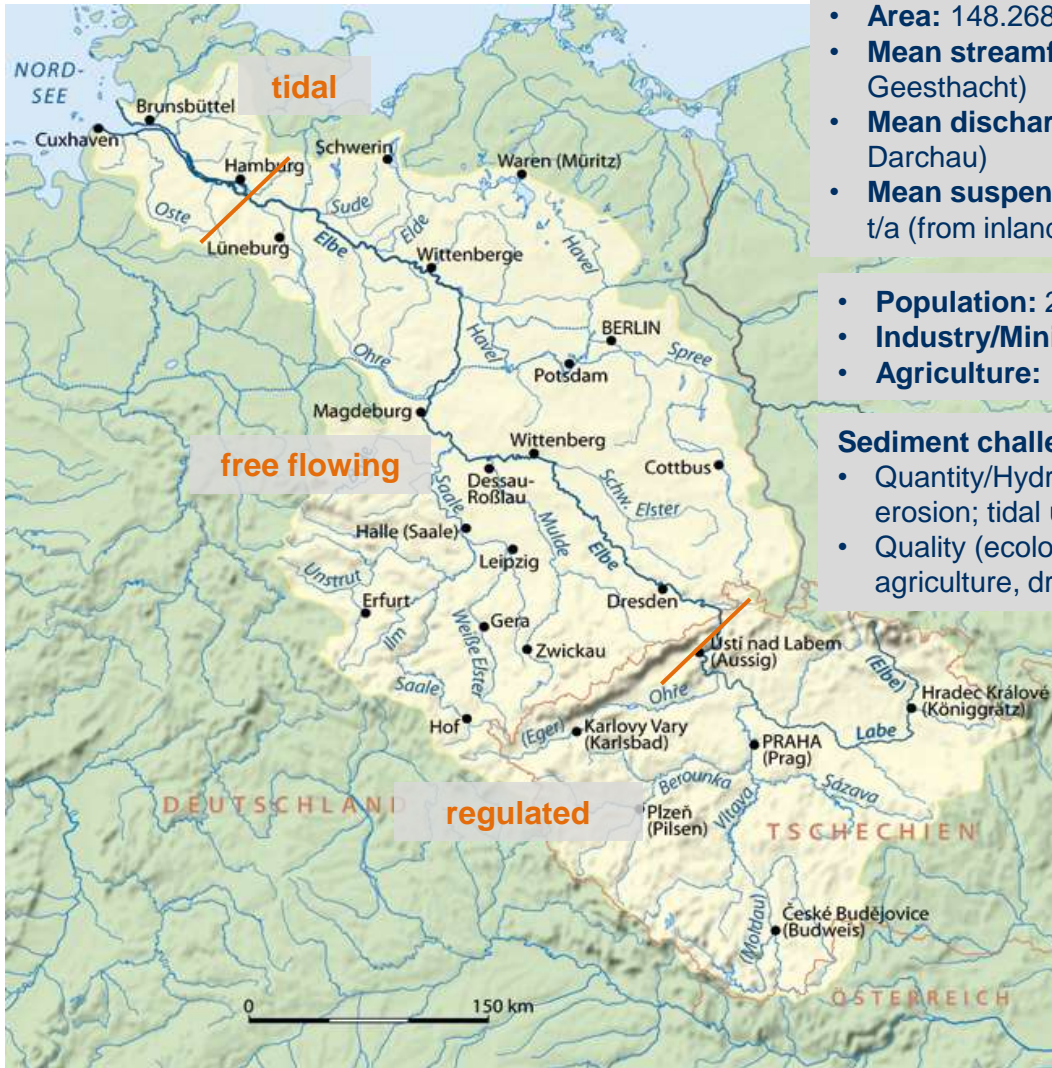 NORD-
SEE
tidal
Brunsbüttel
Cuxhaven
Hamburg
Schwerin
Waren (Müritz)
Oste
Sude
Elde
Lüneburg
Elbe
Wittenberge
Havel
Ohre
Havel
BERLIN
Spree
Potsdam
Magdeburg
Wittenberg
free flowing
Dessau-
Roßlau
Cottbus
Saale
Mulde
Schw. Elster
Halle (Saale)
Leipzig
Elbe
Unstrut
Erfurt
Dresden
Ilm
Weiße Elster
Gera
Zwickau
Ústí nad Labem
(Aussig)
Saale
Ohře
(Elbe)
Hradec Králové
(Königgrätz)
Hof
(Eger)
Karlovy Vary
(Karlsbad)
Labe
PRAHA
(Prag)
Berounka
Sázava
DEUTSCHLAND
regulated
Plzeň
(Pilsen)
Vltava
TSCHECHIEN
České Budějovice
(Budweis)
(Moldau)
ÖSTERREICH
0 150 km
• Area: 148.268
• Mean streamf
Geesthacht)
• Mean dischar
Darchau)
• Mean suspen
t/a (from inland
• Population: 2
• Industry/Mini
• Agriculture:
Sediment challe
• Quantity/Hydr
erosion; tidal u
• Quality (ecolo
agriculture, dr